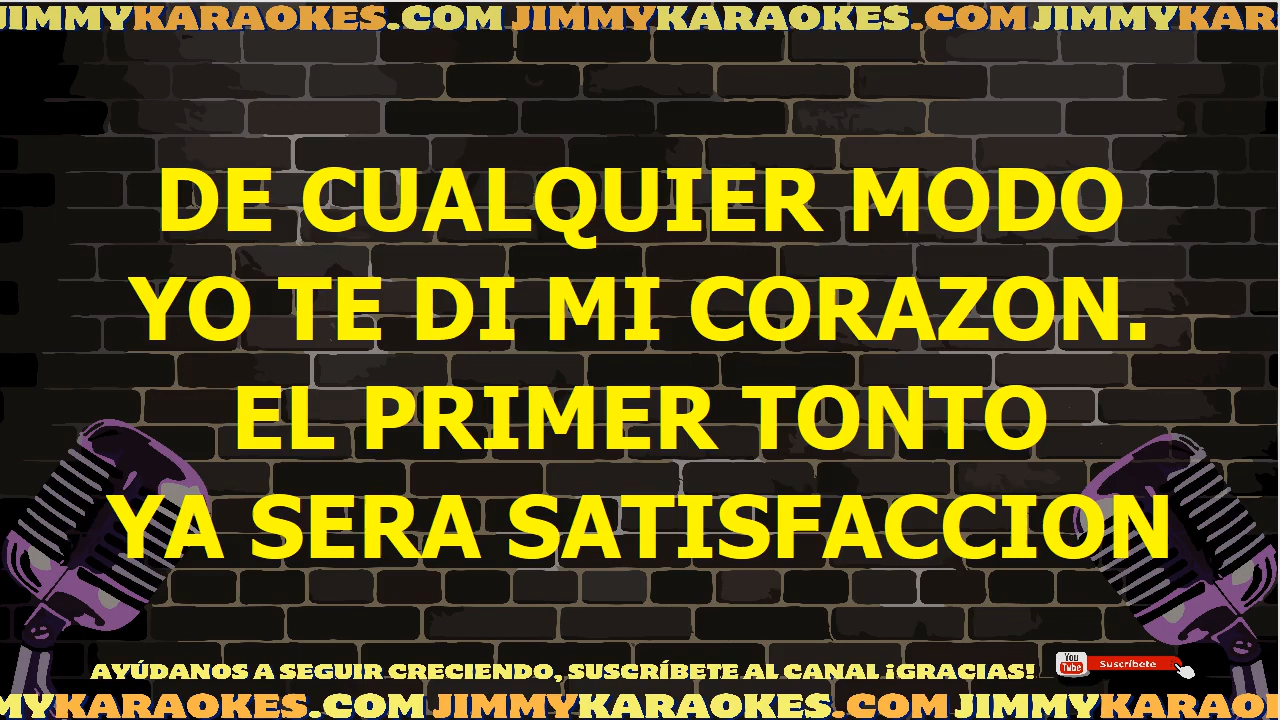 JIMMYKARAOKES.COM JIMMYKARAOKES.COM JIMMYKAR
DE CUALQUIER MODO
YO TE DI MI CORAZON.
EL PRIMER TONTO
YA SERA SATISFACCION
AYÚDANOS A SEGUIR CRECIENDO, SUSCRÍBETE AL CANAL ¡GRACIAS!
You
Tube
Suscríbete
MYKARAOKES.COM JIMMYKARAOKES.COM JIMMYKARAO